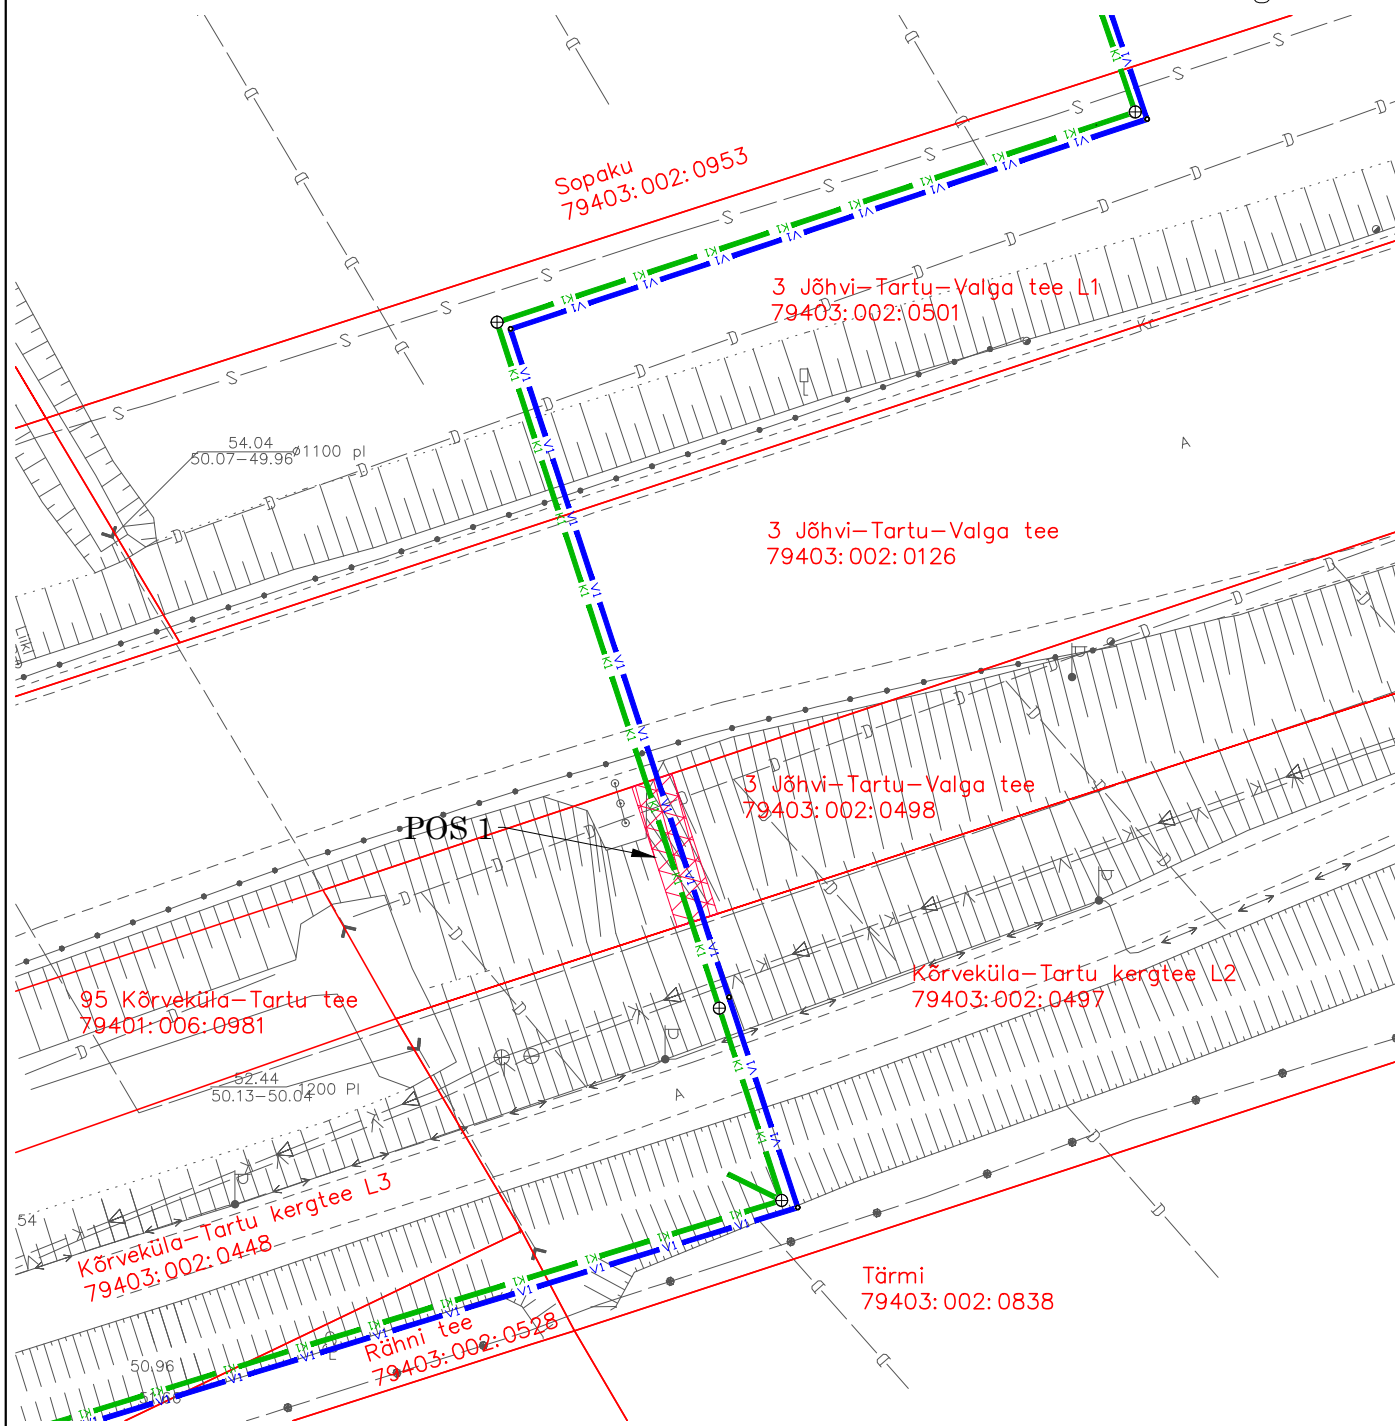 Sopaku
79403:002:0953
3 Jõhvi-Tartu-Valga tee L1
79403:002:0501
Kr
54.04
50.07-49.96
ø1100 pl
A
3 Jõhvi-Tartu-Valga tee
79403:002:0126
3 Jõhvi-Tartu-Valga tee
79403:002:0498
POS 1
Kõrveküla-Tartu kergtee L2
79403:002:0497
95 Kõrveküla-Tartu tee
79401:006:0981
52.44
50.13-50.04
1200 Pl
A
54
Kõrveküla-Tartu kergtee L3
79403:002:0448
Tärmi
79403:002:0838
Rähni tee
79403:002:0528
50.96